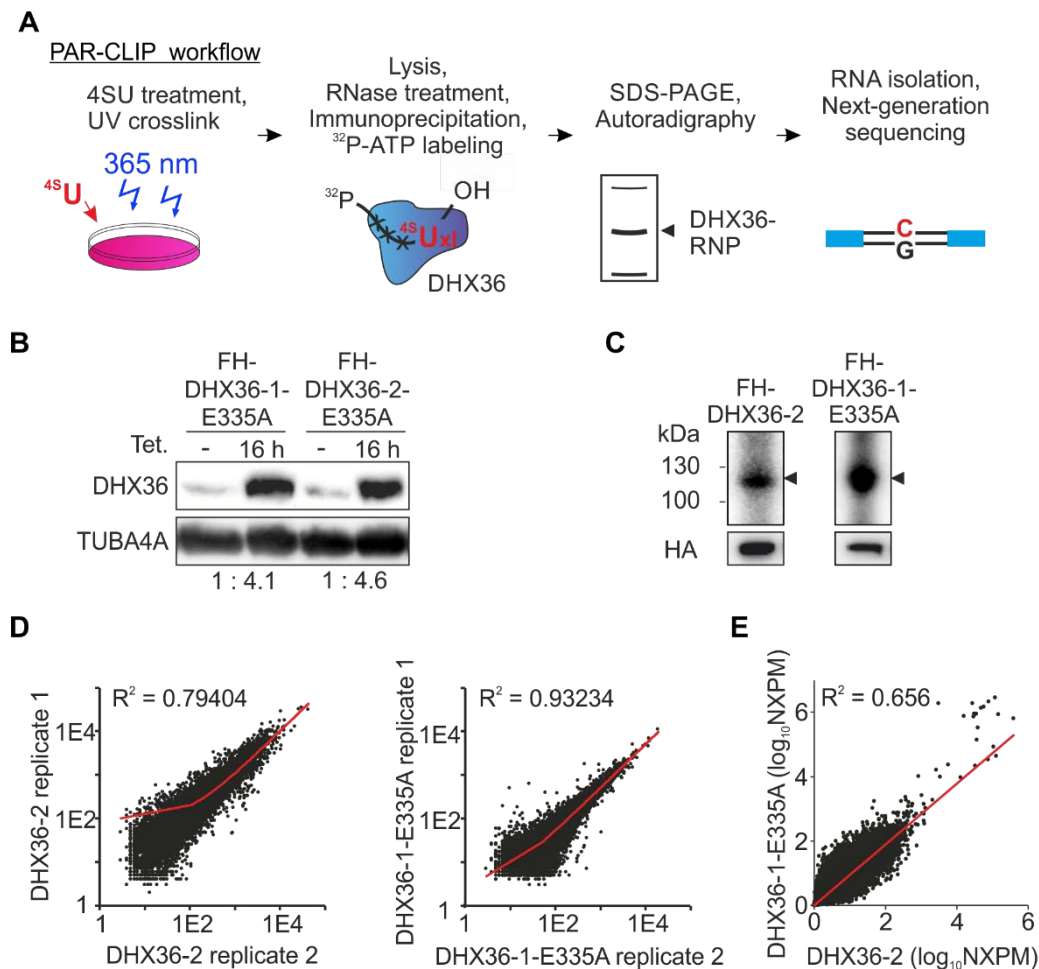 A
PAR-CLIP workflow
4SU treatment,
UV crosslink
365 nm
4SU
Lysis,
RNase treatment,
Immunoprecipitation,
32P-ATP labeling
32P
OH
4SUxl
DHX36
SDS-PAGE,
Autoradigraphy
DHX36-
RNP
RNA isolation,
Next-generation
sequencing
C
G
B
FH-
DHX36-1-
E335A
FH-
DHX36-2-
E335A
Tet. - 16 h - 16 h
DHX36
TUBA4A
1 : 4.1 1 : 4.6
C
FH-
DHX36-2
FH-
DHX36-1-
E335A
kDa
130
100
HA
D
DHX36-2 replicate 1
R2 = 0.79404
1E4
1E2
1
1 1E2 1E4
DHX36-2 replicate 2
DHX36-1-E335A replicate 1
R2 = 0.93234
1E4
1E2
1
1 1E2 1E4
DHX36-1-E335A replicate 2
E
DHX36-1-E335A (log10NXPM)
R2 = 0.656
6
4
2
0
0 2 4 6
DHX36-2 (log10NXPM)